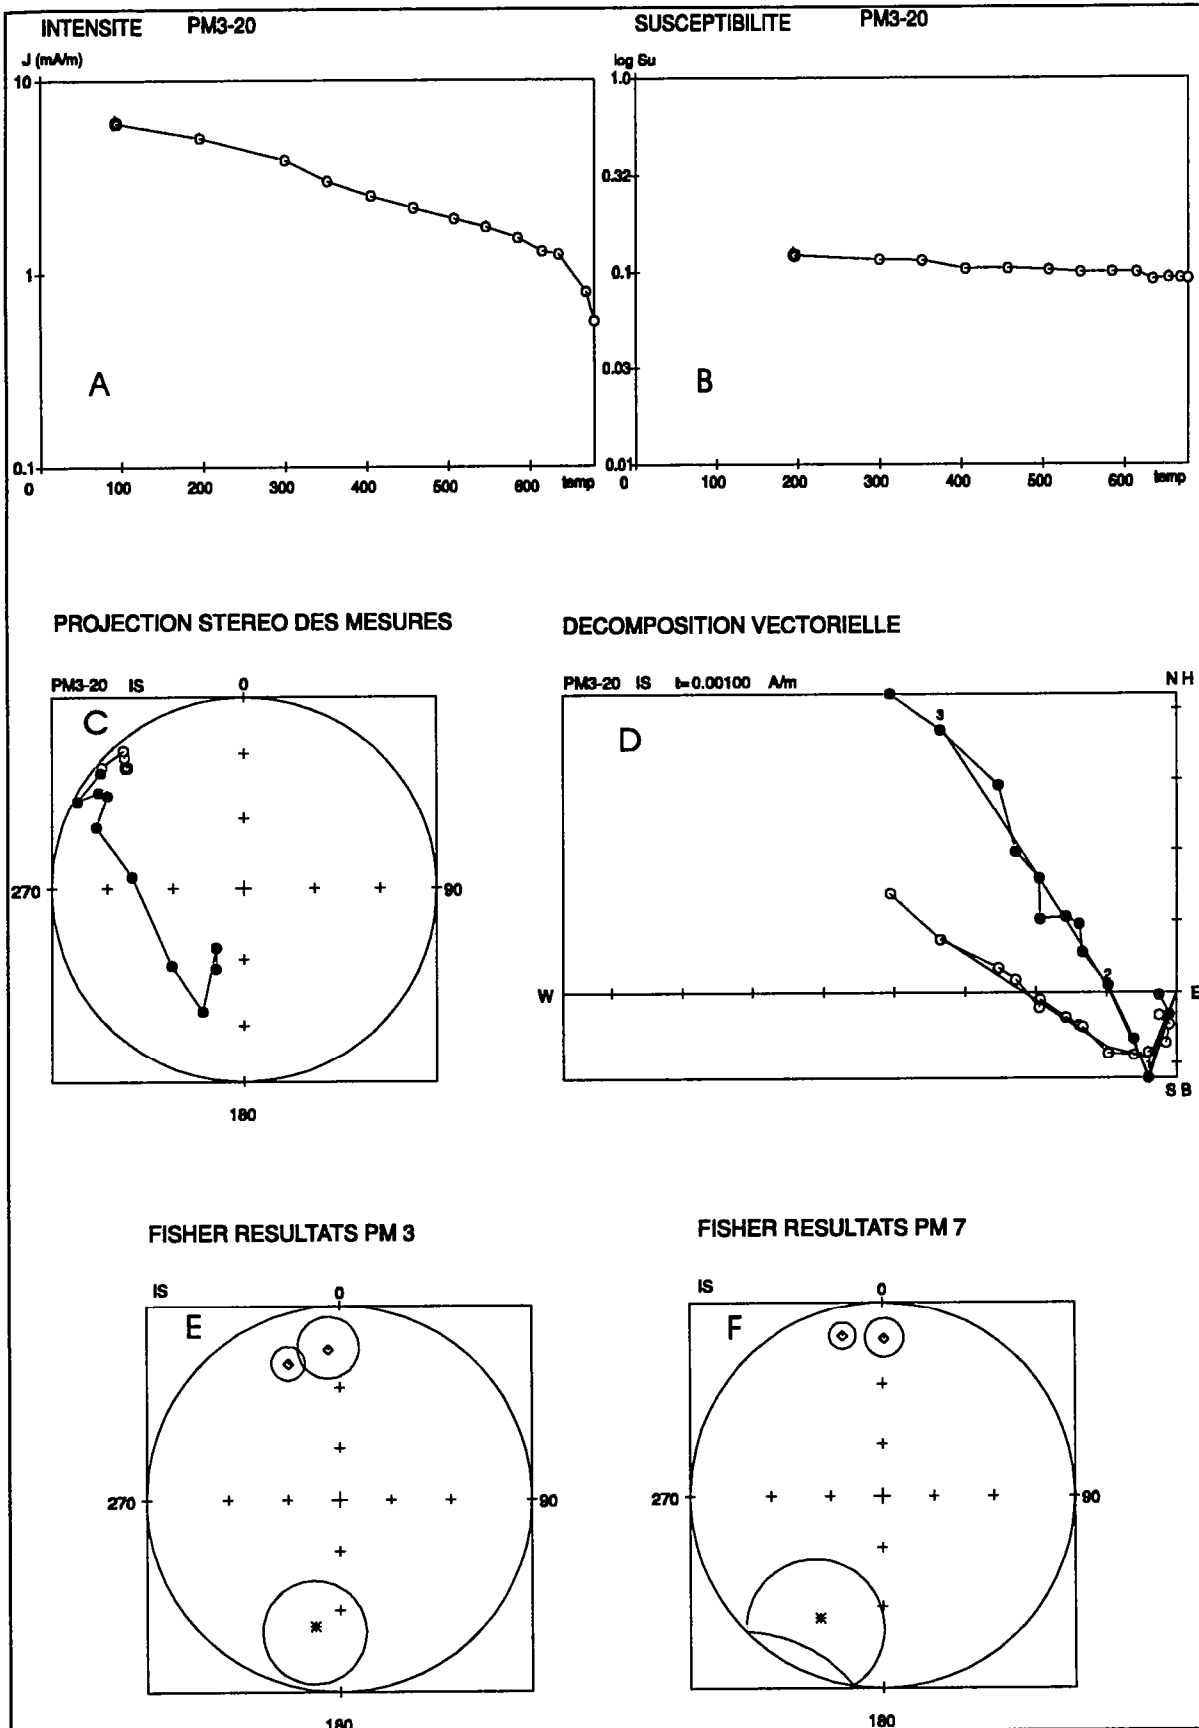 INTENSITE PM3-20
J (mA/m)
10
1
0.1
0 100 200 300 400 500 600 temp
A
SUSCEPTIBILITE PM3-20
log Su
1.0
0.32
0.1
0.03
0.01
0 100 200 300 400 500 600 temp
B
PROJECTION STEREO DES MESURES
PM3-20 IS 0
C
270 90
180
DECOMPOSITION VECTORIELLE
PM3-20 IS t=0.00100 A/m N H
D
3
2
W E
S B
FISHER RESULTATS PM 3
IS 0
E
270 90
180
FISHER RESULTATS PM 7
IS 0
F
270 90
180